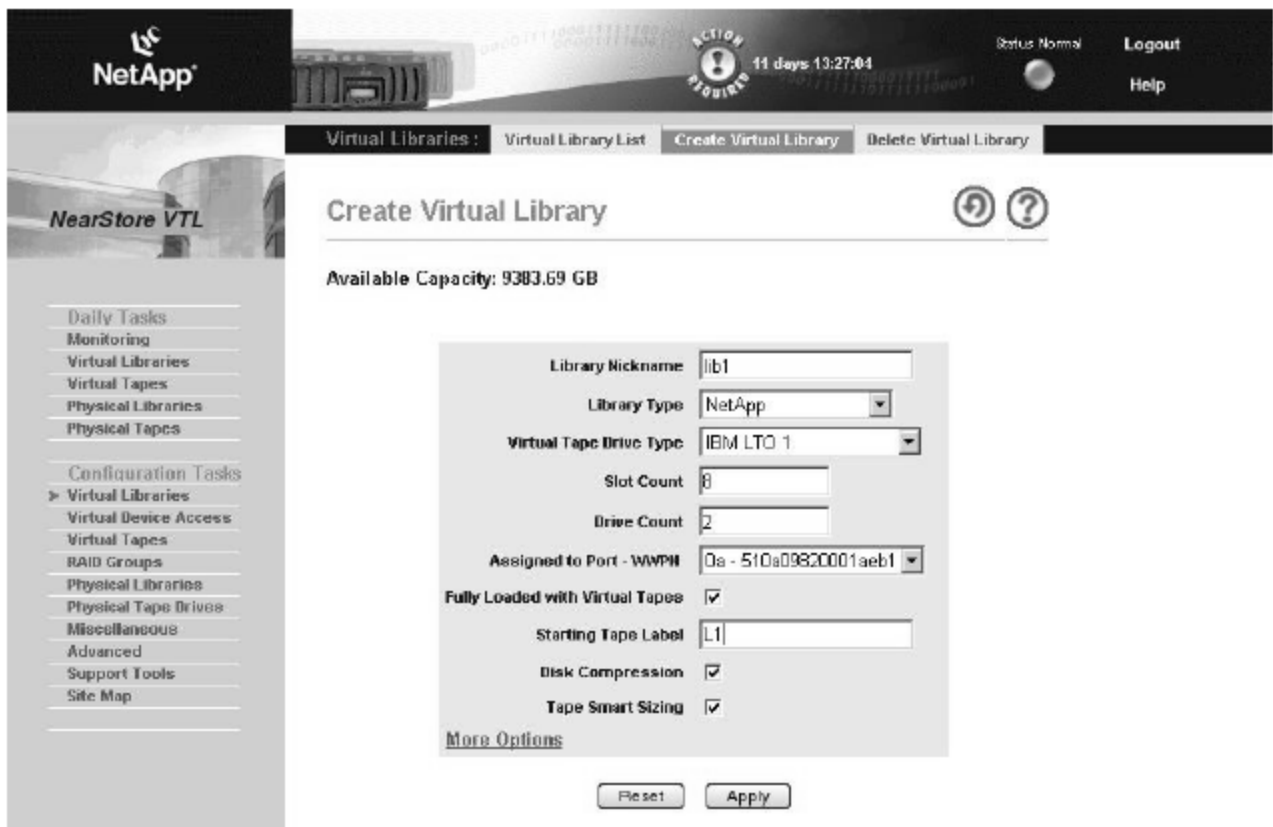 NetApp
ACTION REQUIRED
11 days 13:27:04
Status Normal
Logout
Help
Virtual Libraries :
Virtual Library List
Create Virtual Library
Delete Virtual Library
NearStore VTL
Create Virtual Library
Available Capacity: 9383.69 GB
Daily Tasks
Monitoring
Virtual Libraries
Virtual Tapes
Physical Libraries
Physical Tapes
Configuration Tasks
Virtual Libraries
Virtual Device Access
Virtual Tapes
RAID Groups
Physical Libraries
Physical Tape Drives
Miscellaneous
Advanced
Support Tools
Site Map
Library Nickname lib1
Library Type NetApp
Virtual Tape Drive Type IBM LTO 1
Slot Count 8
Drive Count 2
Assigned to Port - WWPN 0a - 510a09820001aeb1
Fully Loaded with Virtual Tapes
Starting Tape Label L1
Disk Compression
Tape Smart Sizing
More Options
Reset
Apply